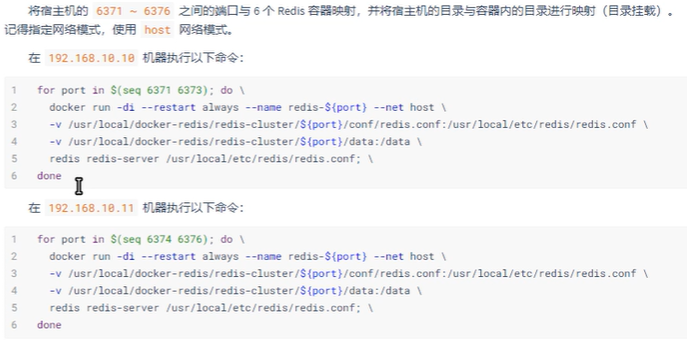 将宿主机的 6371 ~ 6376 之间的端口与 6 个 Redis 容器映射，并将宿主机的目录与容器内的目录进行映射（目录挂载）。
记得指定网络模式，使用 host 网络模式。
在 192.168.10.10 机器执行以下命令：
1 for port in $(seq 6371 6373); do \
2 docker run -di --restart always --name redis-${port} --net host \
3 -v /usr/local/docker-redis/redis-cluster/${port}/conf/redis.conf:/usr/local/etc/redis/redis.conf \
4 -v /usr/local/docker-redis/redis-cluster/${port}/data:/data \
5 redis redis-server /usr/local/etc/redis/redis.conf; \
6 done
在 192.168.10.11 机器执行以下命令：
1 for port in $(seq 6374 6376); do \
2 docker run -di --restart always --name redis-${port} --net host \
3 -v /usr/local/docker-redis/redis-cluster/${port}/conf/redis.conf:/usr/local/etc/redis/redis.conf \
4 -v /usr/local/docker-redis/redis-cluster/${port}/data:/data \
5 redis redis-server /usr/local/etc/redis/redis.conf; \
6 done